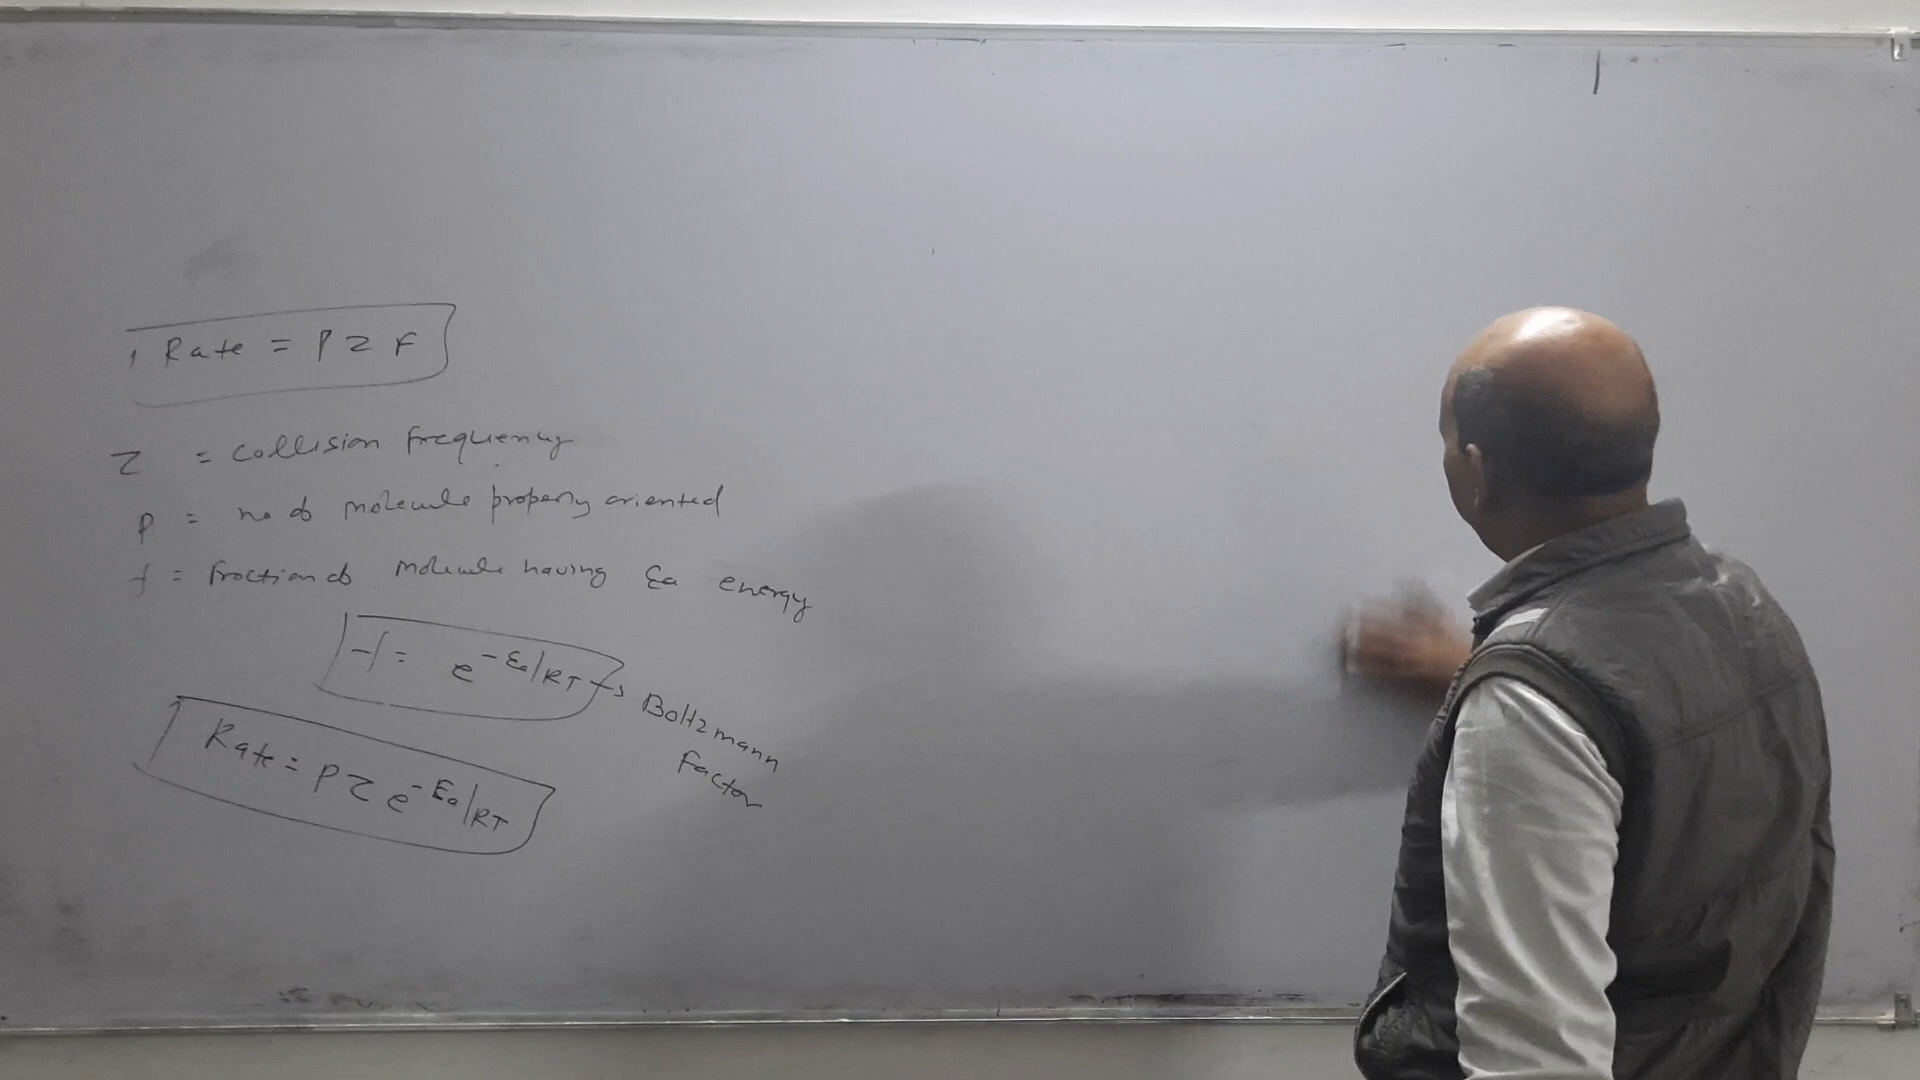 Rate = P Z F
Z = collision frequency
P = no of molecule properly oriented
f = fraction of molecule having Ea energy
f = e^-Ea/RT → Boltzmann Factor
Rate = P Z e^-Ea/RT